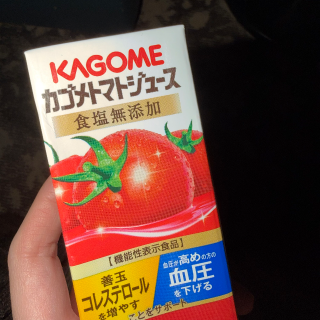 KAGOME
カゴメトマトジュース
食塩無添加
【機能性表示食品】
善玉
コレステロール
を増やす
血圧が高めの方の
血圧
を下げる
ことをサポート